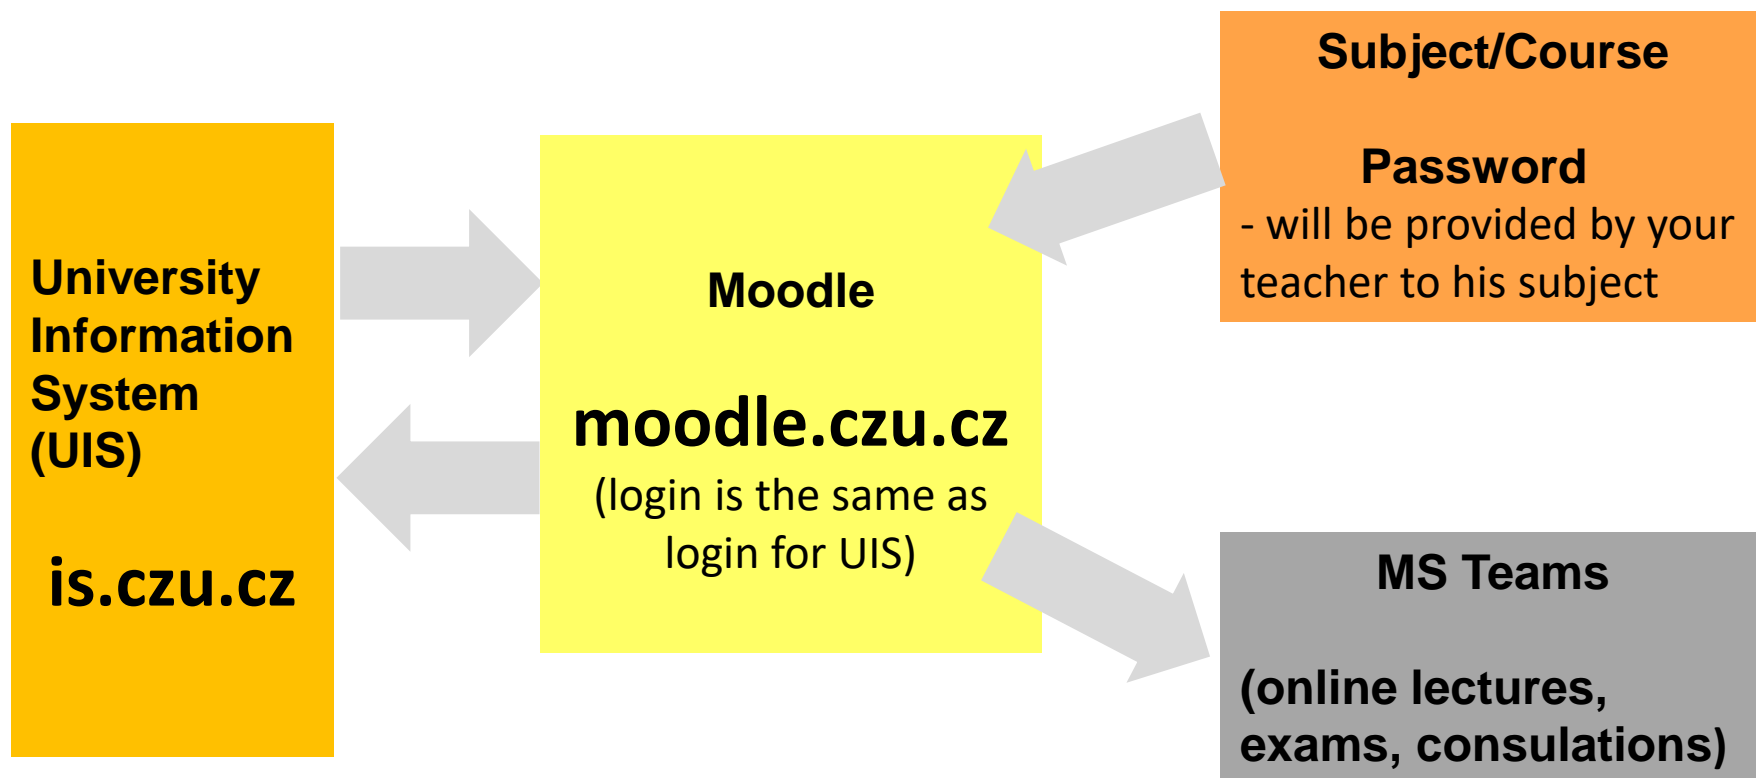 University
Information
System
(UIS)
is.czu.cz
Moodle
moodle.czu.cz
(login is the same as
login for UIS)
Subject/Course
Password
- will be provided by your
teacher to his subject
MS Teams
(online lectures,
exams, consulations)